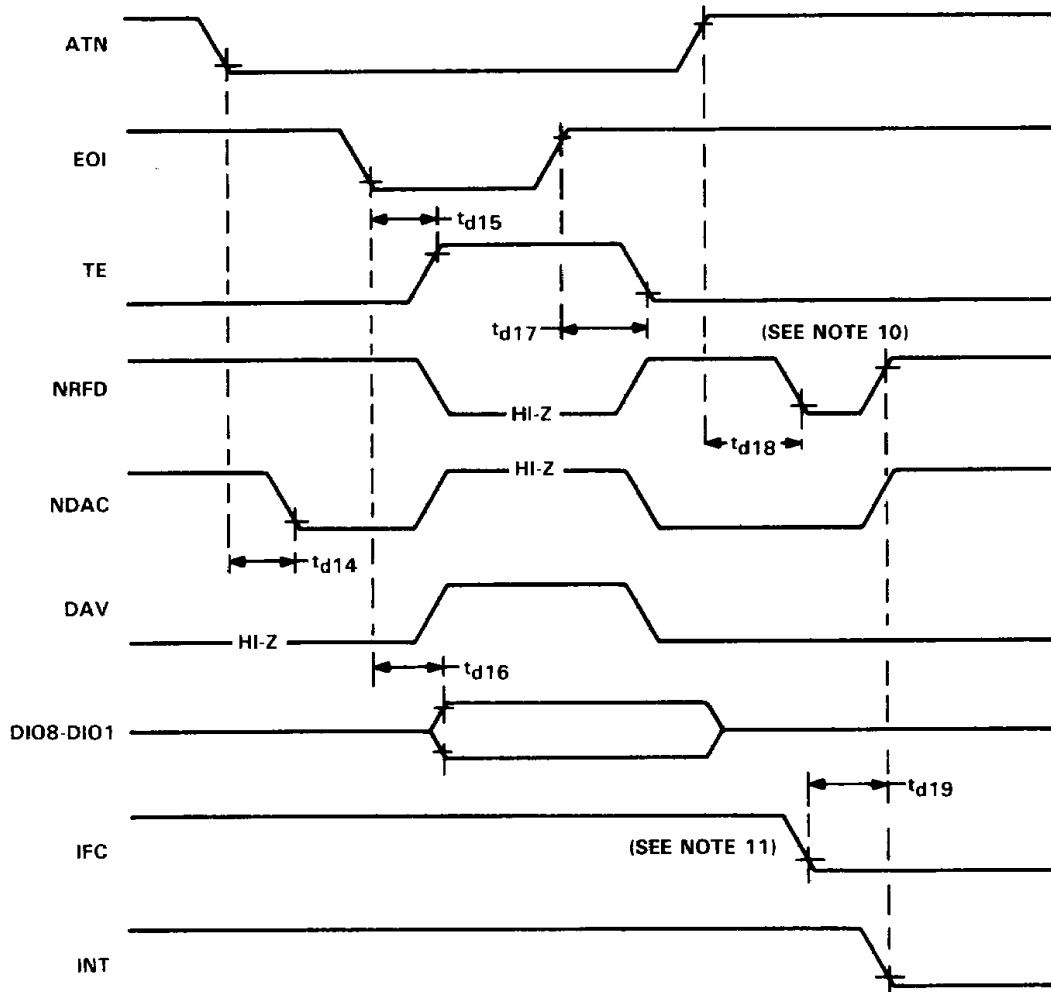 ATN
EOI
td15
TE
td17
(SEE NOTE 10)
NRFD
HI-Z
td18
HI-Z
NDAC
td14
DAV
HI-Z
td16
DIO8-DIO1
td19
IFC
(SEE NOTE 11)
INT